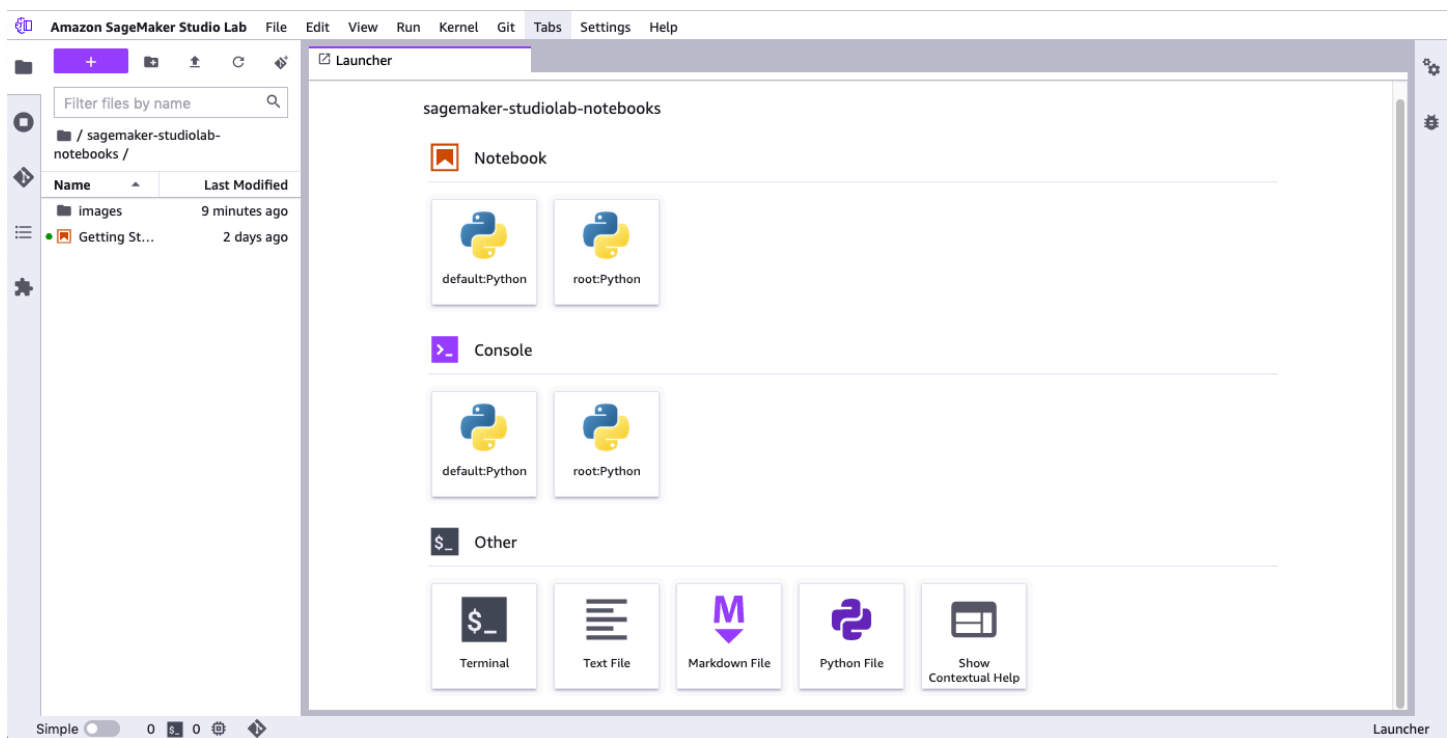 Amazon SageMaker Studio Lab File Edit View Run Kernel Git Tabs Settings Help
+
Filter files by name
/ sagemaker-studiolab-
notebooks /
Name Last Modified
images 9 minutes ago
Getting St... 2 days ago
Launcher
sagemaker-studiolab-notebooks
Notebook
default:Python root:Python
>_ Console
default:Python root:Python
$_ Other
$_ M
Terminal Text File Markdown File Python File Show
Contextual Help
Simple 0 $_ 0 Launcher